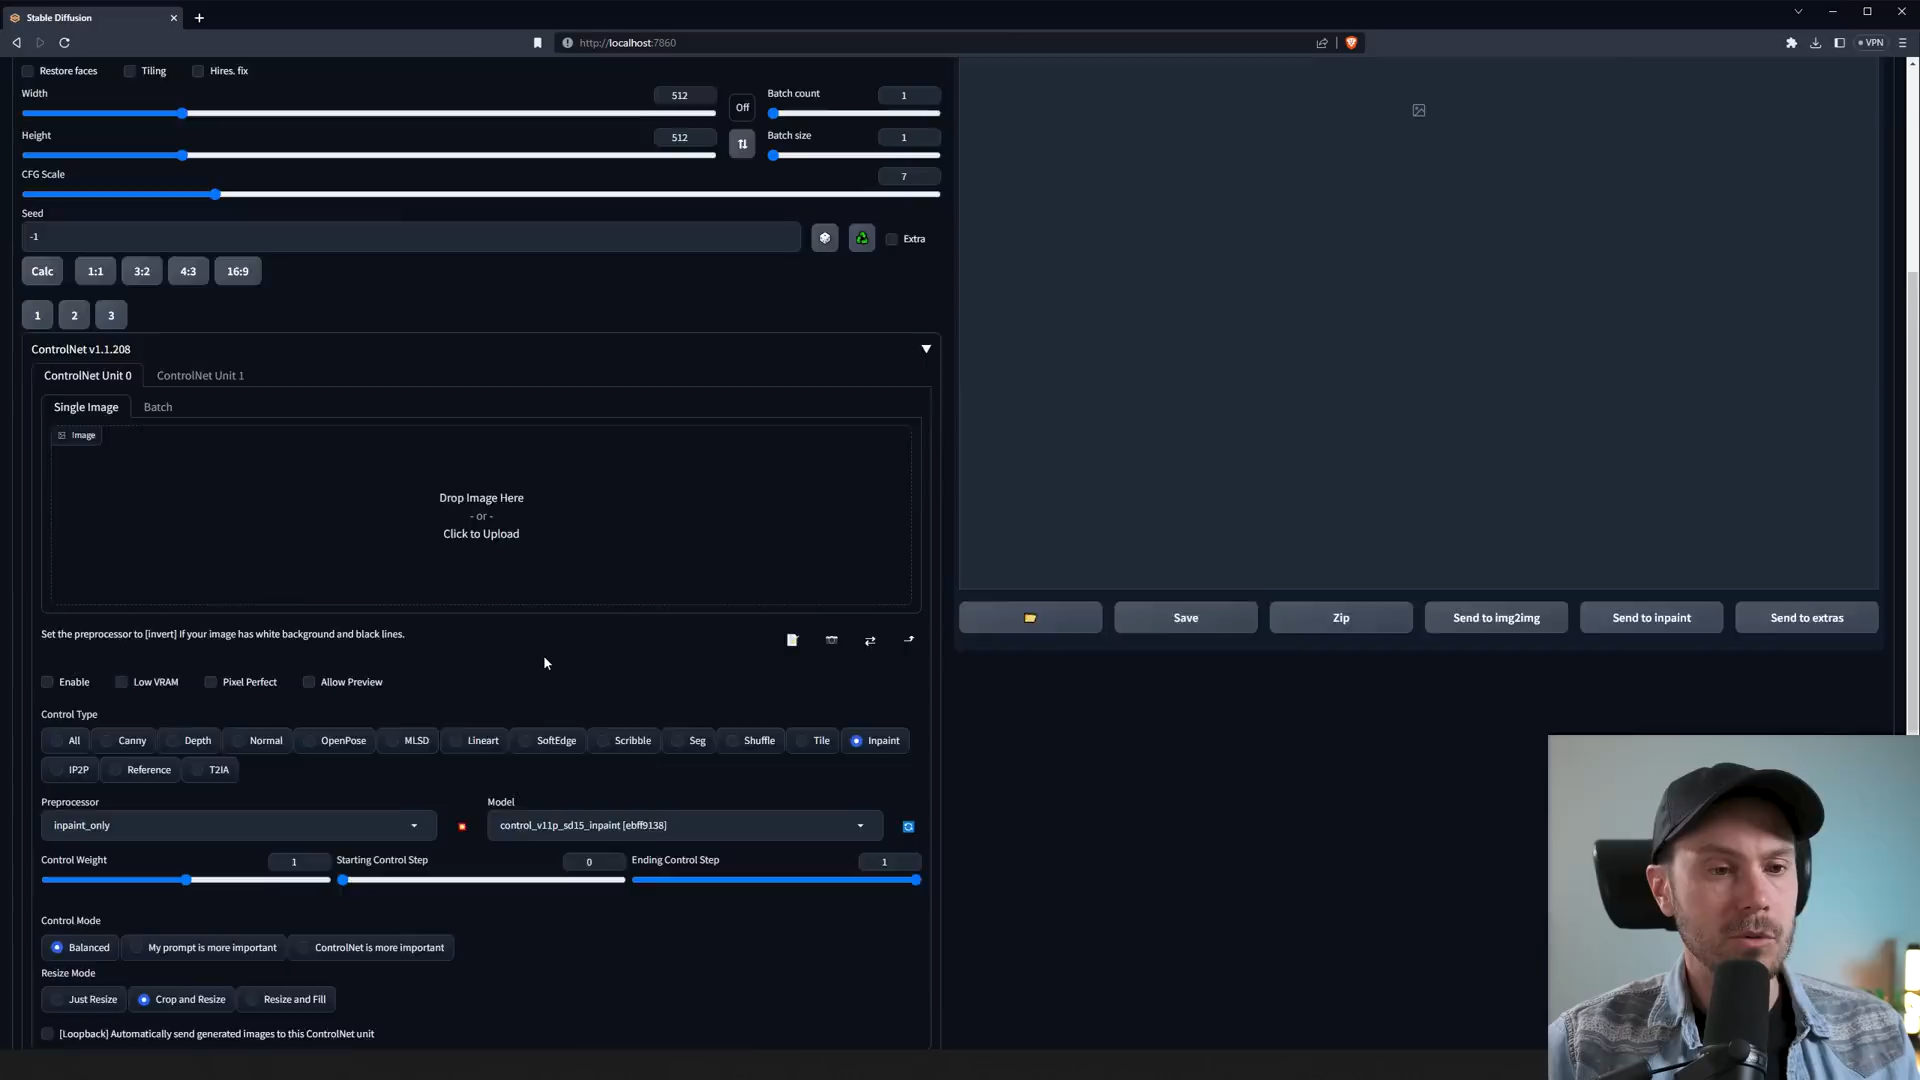 Stable Diffusion
http://localhost:7860
VPN
Restore faces Tiling Hires. fix
Width 512 Off Batch count 1
Height 512 Batch size 1
CFG Scale 7
Seed
-1 Extra
Calc 1:1 3:2 4:3 16:9
1 2 3
ControlNet v1.1.208
ControlNet Unit 0 ControlNet Unit 1
Single Image Batch
Image
Drop Image Here
- or -
Click to Upload
Save Zip Send to img2img Send to inpaint Send to extras
Set the preprocessor to [invert] If your image has white background and black lines.
Enable Low VRAM Pixel Perfect Allow Preview
Control Type
All Canny Depth Normal OpenPose MLSD Lineart SoftEdge Scribble Seg Shuffle Tile Inpaint
IP2P Reference T2IA
Preprocessor Model
inpaint_only control_v11p_sd15_inpaint [ebff9138]
Control Weight 1 Starting Control Step 0 Ending Control Step 1
Control Mode
Balanced My prompt is more important ControlNet is more important
Resize Mode
Just Resize Crop and Resize Resize and Fill
[Loopback] Automatically send generated images to this ControlNet unit